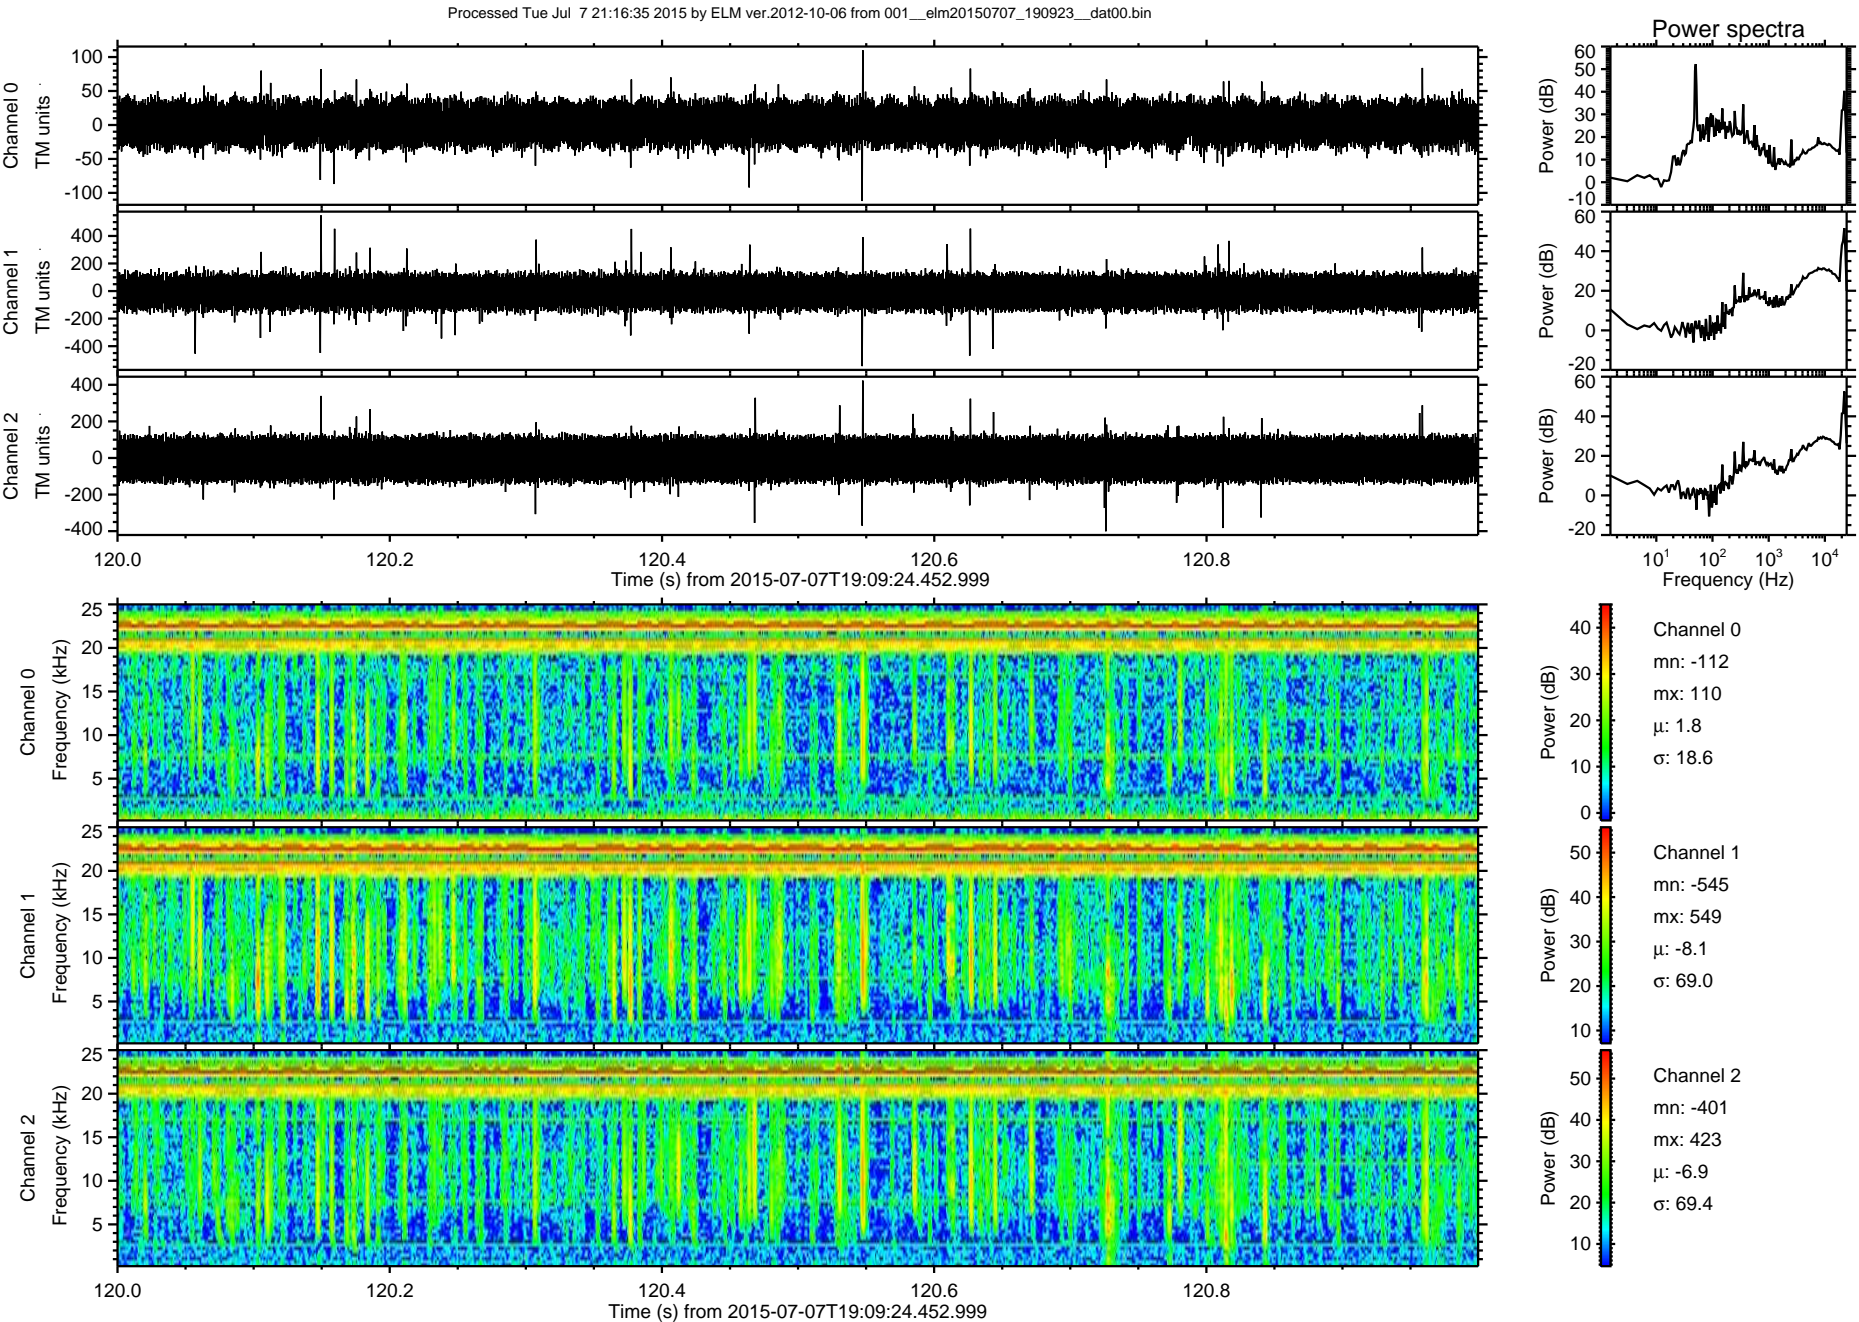 Processed Tue Jul 7 21:16:35 2015 by ELM ver.2012-10-06 from 001__elm20150707_190923__dat00.bin
Power spectra
Channel 0
TM units
100
50
0
-50
-100
Power (dB)
60
50
40
30
20
10
0
-10
Channel 1
TM units
400
200
0
-200
-400
Power (dB)
60
40
20
0
-20
Channel 2
TM units
400
200
0
-200
-400
Power (dB)
60
40
20
0
-20
120.0 120.2 120.4 120.6 120.8
Time (s) from 2015-07-07T19:09:24.452.999
10^1 10^2 10^3 10^4
Frequency (Hz)
Channel 0
Frequency (kHz)
25
20
15
10
5
Power (dB)
40
30
20
10
0
Channel 0
mn: -112
mx: 110
μ: 1.8
σ: 18.6
Channel 1
Frequency (kHz)
25
20
15
10
5
Power (dB)
50
40
30
20
10
Channel 1
mn: -545
mx: 549
μ: -8.1
σ: 69.0
Channel 2
Frequency (kHz)
25
20
15
10
5
Power (dB)
50
40
30
20
10
Channel 2
mn: -401
mx: 423
μ: -6.9
σ: 69.4
120.0 120.2 120.4 120.6 120.8
Time (s) from 2015-07-07T19:09:24.452.999